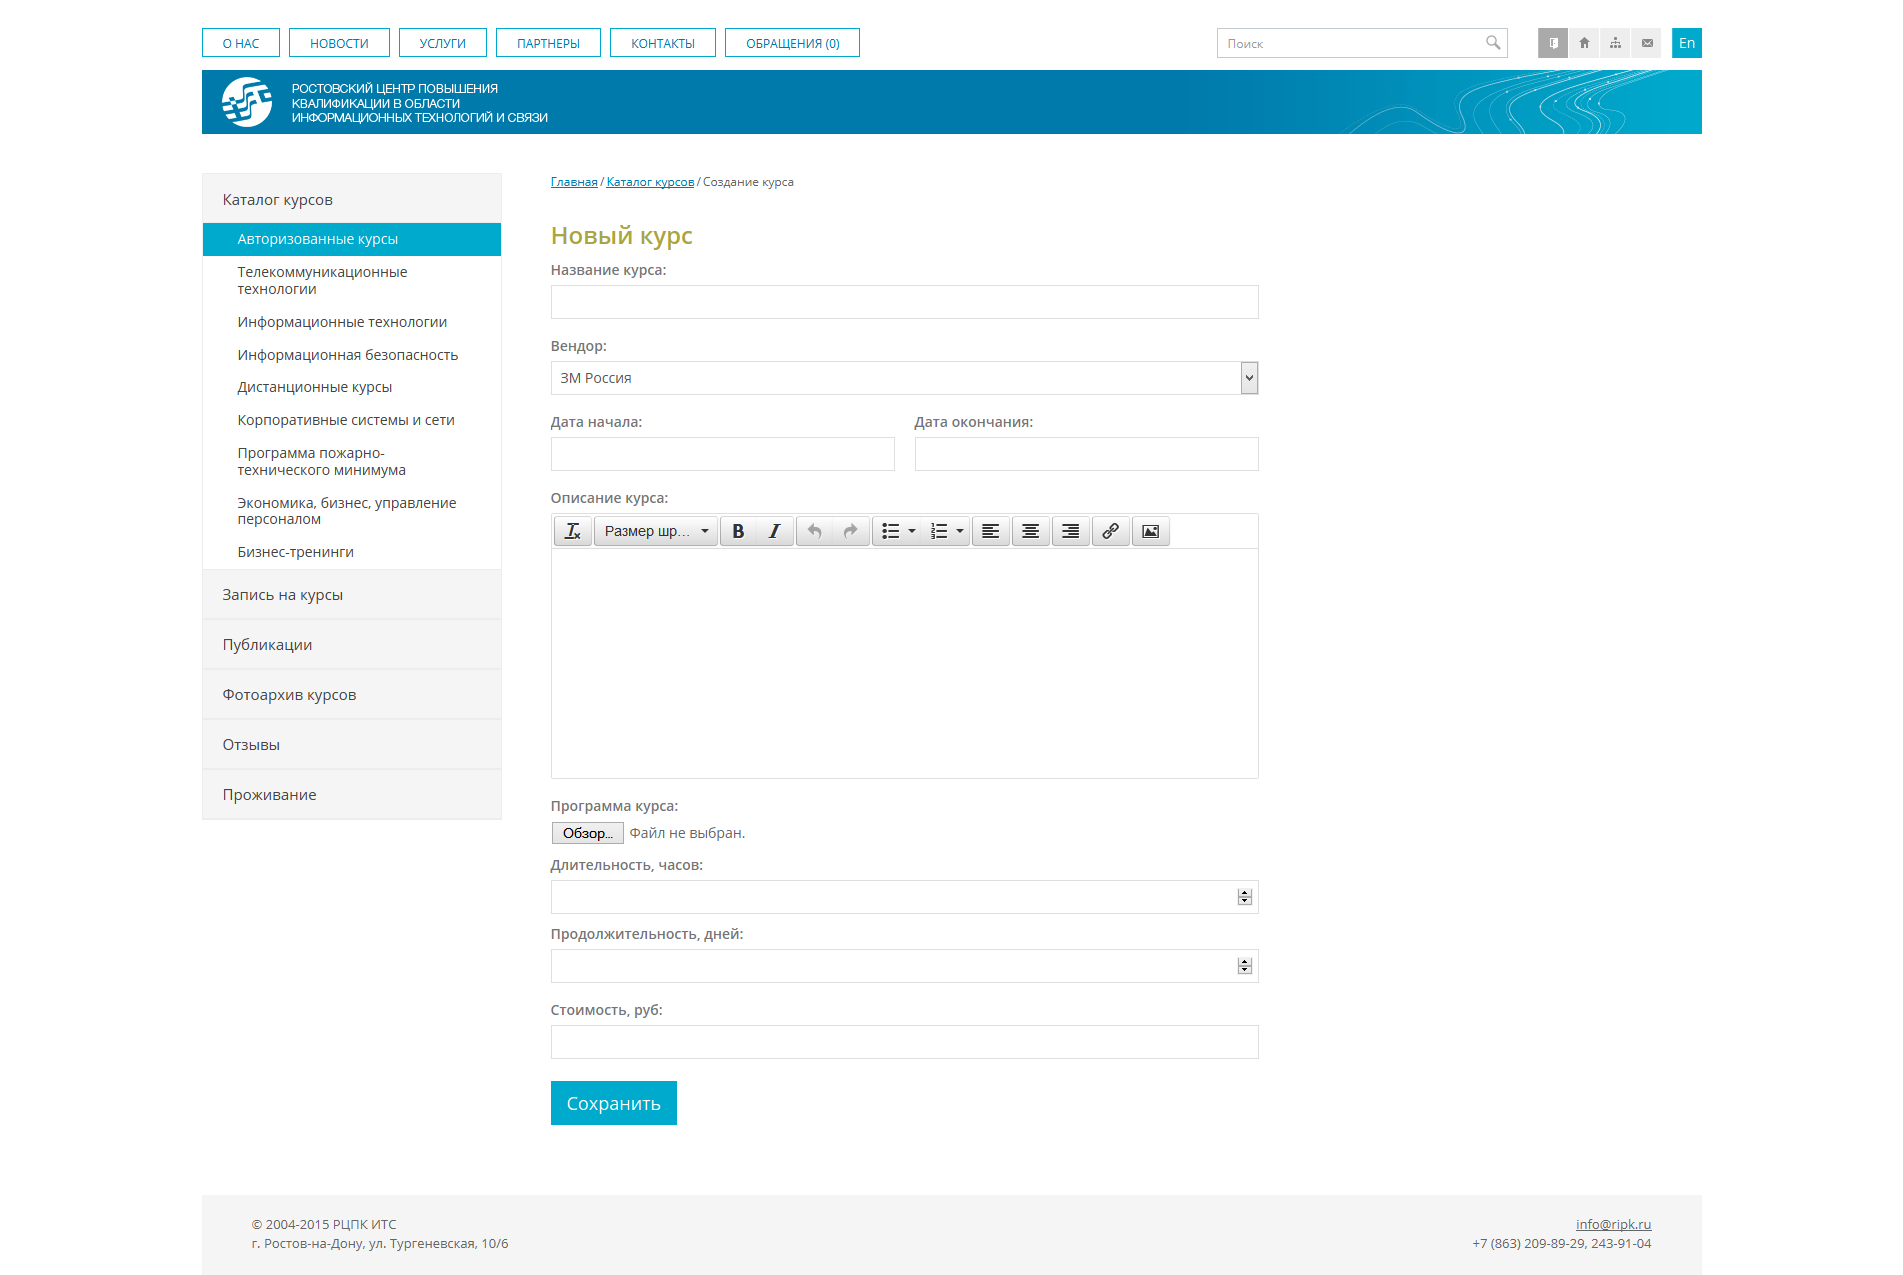 О НАС
НОВОСТИ
УСЛУГИ
ПАРТНЕРЫ
КОНТАКТЫ
ОБРАЩЕНИЯ (0)
Поиск
En
РОСТОВСКИЙ ЦЕНТР ПОВЫШЕНИЯ
КВАЛИФИКАЦИИ В ОБЛАСТИ
ИНФОРМАЦИОННЫХ ТЕХНОЛОГИЙ И СВЯЗИ
Каталог курсов
Авторизованные курсы
Телекоммуникационные
технологии
Информационные технологии
Информационная безопасность
Дистанционные курсы
Корпоративные системы и сети
Программа пожарно-
технического минимума
Экономика, бизнес, управление
персоналом
Бизнес-тренинги
Запись на курсы
Публикации
Фотоархив курсов
Отзывы
Проживание
Главная / Каталог курсов / Создание курса
Новый курс
Название курса:
Вендор:
3М Россия
Дата начала:
Дата окончания:
Описание курса:
Размер шр...
Программа курса:
Обзор... Файл не выбран.
Длительность, часов:
Продолжительность, дней:
Стоимость, руб:
Сохранить
© 2004-2015 РЦПК ИТС
г. Ростов-на-Дону, ул. Тургеневская, 10/6
info@ripk.ru
+7 (863) 209-89-29, 243-91-04